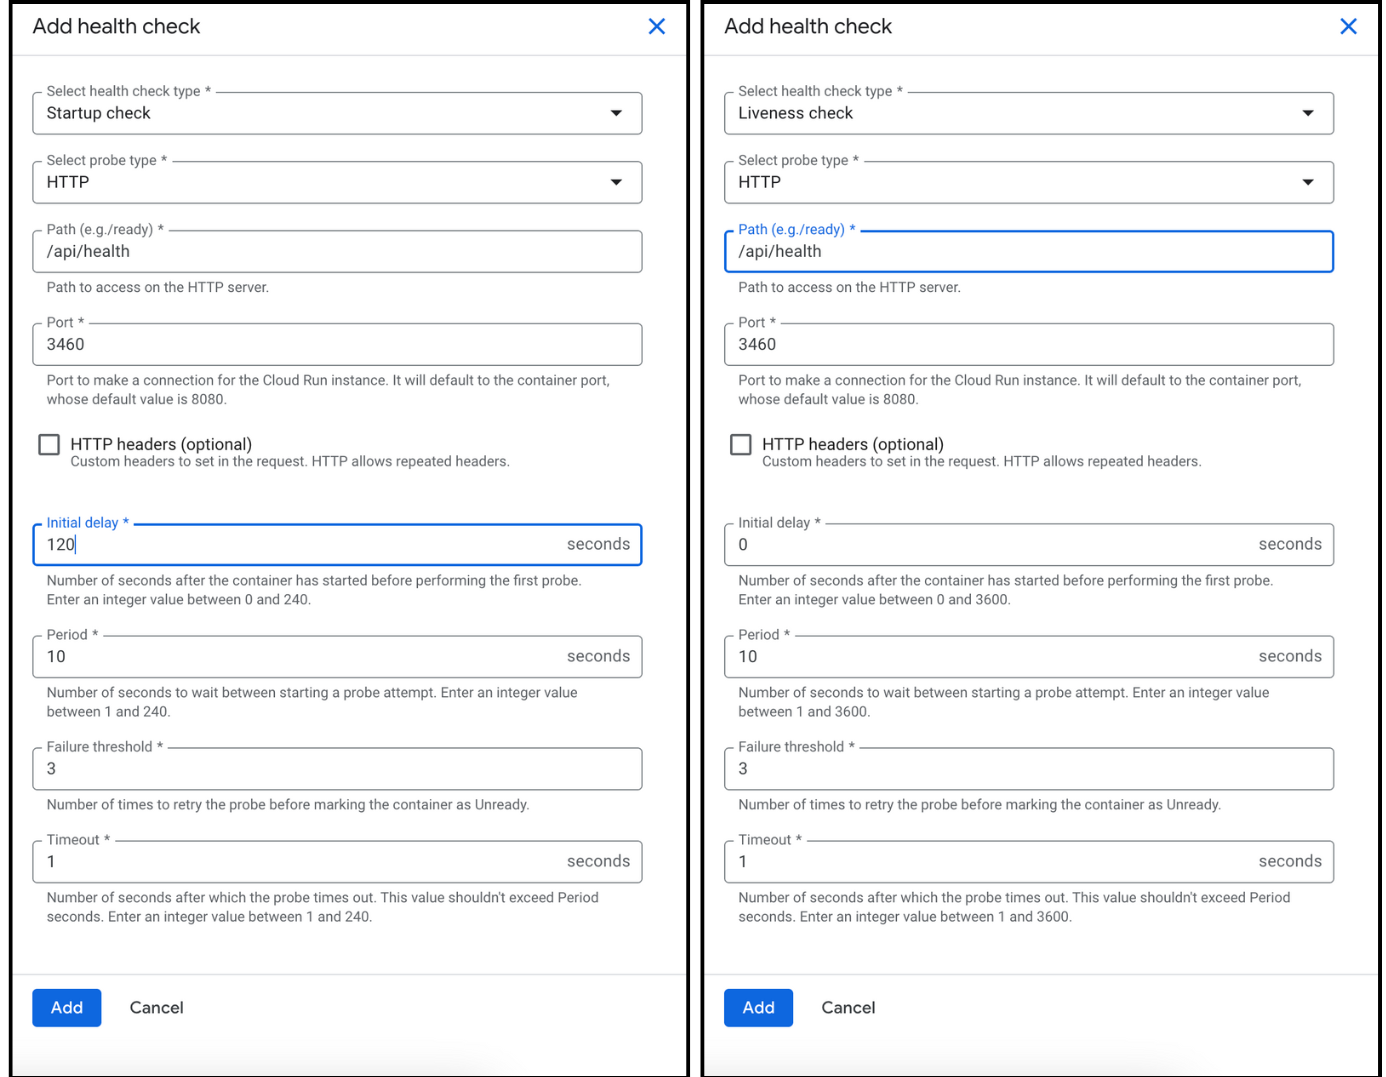 Add health check
Select health check type *
Startup check
Select probe type *
HTTP
Path (e.g./ready) *
/api/health
Path to access on the HTTP server.
Port *
3460
Port to make a connection for the Cloud Run instance. It will default to the container port,
whose default value is 8080.
HTTP headers (optional)
Custom headers to set in the request. HTTP allows repeated headers.
Initial delay *
120 seconds
Number of seconds after the container has started before performing the first probe.
Enter an integer value between 0 and 240.
Period *
10 seconds
Number of seconds to wait between starting a probe attempt. Enter an integer value
between 1 and 240.
Failure threshold *
3
Number of times to retry the probe before marking the container as Unready.
Timeout *
1 seconds
Number of seconds after which the probe times out. This value shouldn't exceed Period
seconds. Enter an integer value between 1 and 240.
Add Cancel
Add health check
Select health check type *
Liveness check
Select probe type *
HTTP
Path (e.g./ready) *
/api/health
Path to access on the HTTP server.
Port *
3460
Port to make a connection for the Cloud Run instance. It will default to the container port,
whose default value is 8080.
HTTP headers (optional)
Custom headers to set in the request. HTTP allows repeated headers.
Initial delay *
0 seconds
Number of seconds after the container has started before performing the first probe.
Enter an integer value between 0 and 3600.
Period *
10 seconds
Number of seconds to wait between starting a probe attempt. Enter an integer value
between 1 and 3600.
Failure threshold *
3
Number of times to retry the probe before marking the container as Unready.
Timeout *
1 seconds
Number of seconds after which the probe times out. This value shouldn't exceed Period
seconds. Enter an integer value between 1 and 3600.
Add Cancel